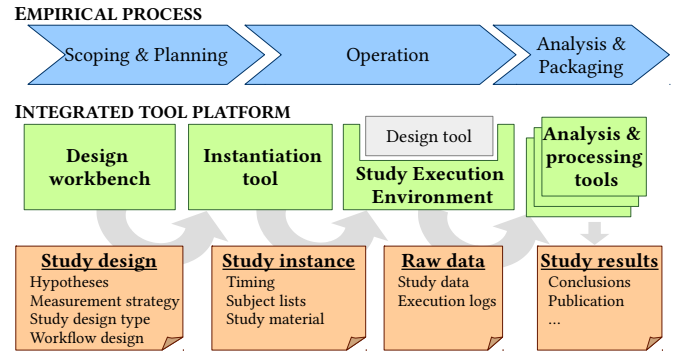 EMPIRICAL PROCESS
Scoping & Planning
Operation
Analysis &
Packaging
INTEGRATED TOOL PLATFORM
Design
workbench
Instantiation
tool
Design tool
Study Execution
Environment
Analysis &
processing
tools
Study design
Hypotheses
Measurement strategy
Study design type
Workflow design
Study instance
Timing
Subject lists
Study material
Raw data
Study data
Execution logs
Study results
Conclusions
Publication
...